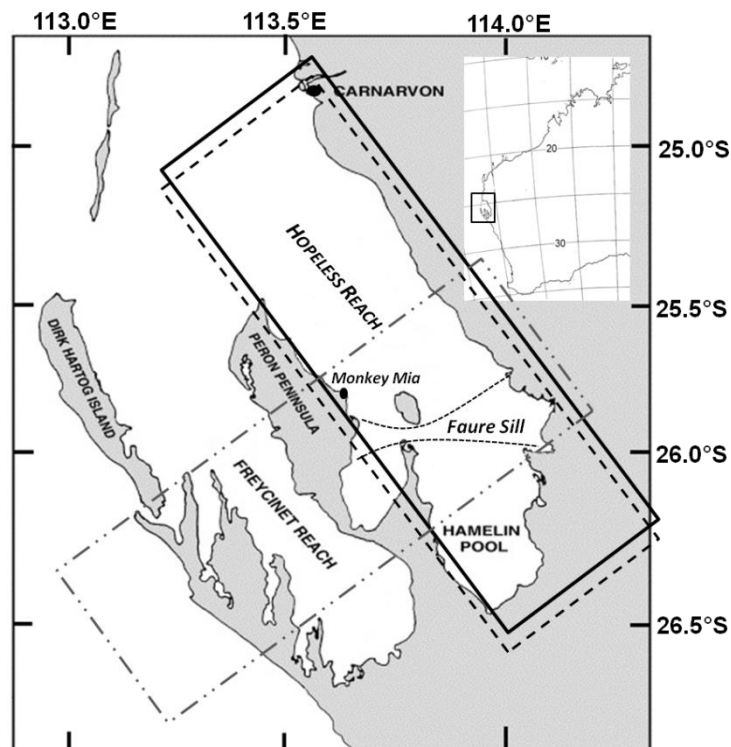 113.0°E 113.5°E 114.0°E
CARNARVON
25.0°S
20
30
HOPELESS REACH
25.5°S
DIRK HARTOG ISLAND
PERON PENINSULA
Monkey Mia
Faure Sill
26.0°S
FREYCINET REACH
HAMELIN
POOL
26.5°S